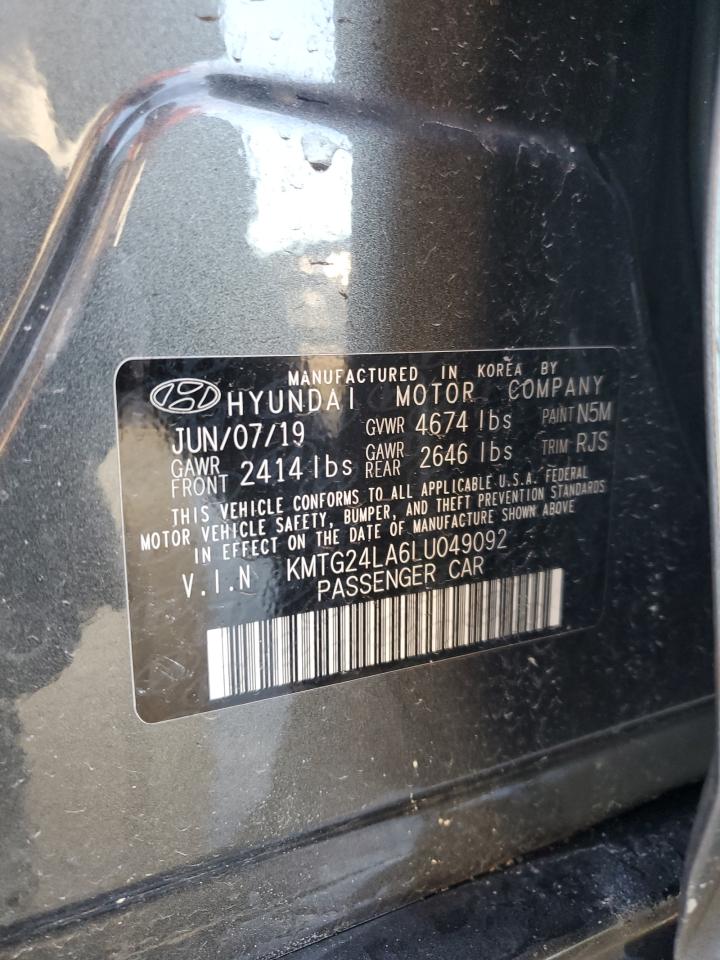 MANUFACTURED IN KOREA BY
HYUNDAI MOTOR COMPANY
JUN/07/19 GVWR 4674 lbs PAINT N5M
GAWR FRONT 2414 lbs GAWR REAR 2646 lbs TRIM RJS
THIS VEHICLE CONFORMS TO ALL APPLICABLE U.S.A. FEDERAL
MOTOR VEHICLE SAFETY, BUMPER, AND THEFT PREVENTION STANDARDS
IN EFFECT ON THE DATE OF MANUFACTURE SHOWN ABOVE
V.I.N KMTG24LA6LU049092
PASSENGER CAR